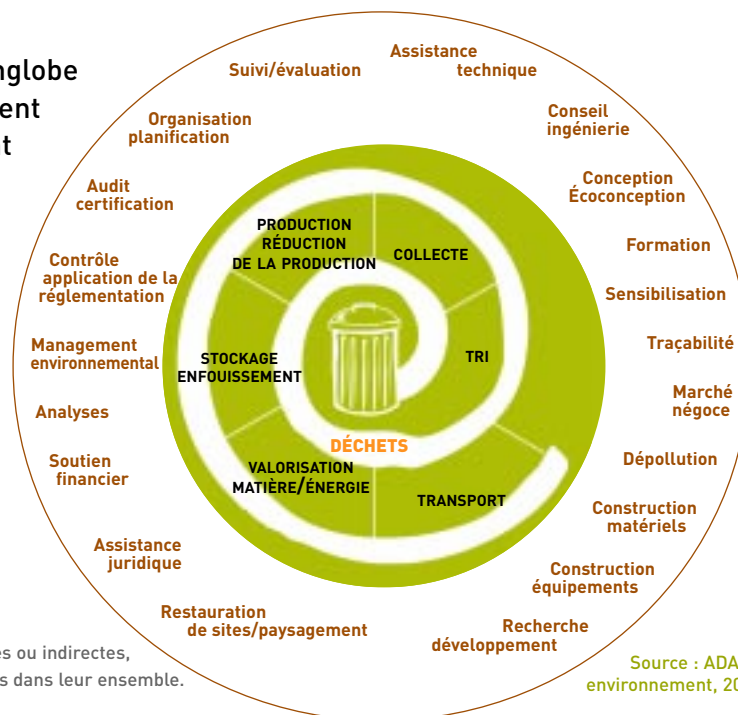 nglobe
ent
t
Suivi/évaluation
Assistance
technique
Organisation
planification
Conseil
ingénierie
Audit
certification
Conception
Écoconception
Contrôle
application de la
réglementation
Formation
Sensibilisation
Management
environnemental
Traçabilité
Analyses
Marché
négoce
Soutien
financier
Dépollution
Construction
matériels
Assistance
juridique
Construction
équipements
Restauration
de sites/paysagement
Recherche
développement
PRODUCTION
RÉDUCTION
DE LA PRODUCTION
COLLECTE
STOCKAGE
ENFOUISSEMENT
TRI
DÉCHETS
VALORISATION
MATIÈRE/ÉNERGIE
TRANSPORT
es ou indirectes,
s dans leur ensemble.
Source : ADA
environnement, 20